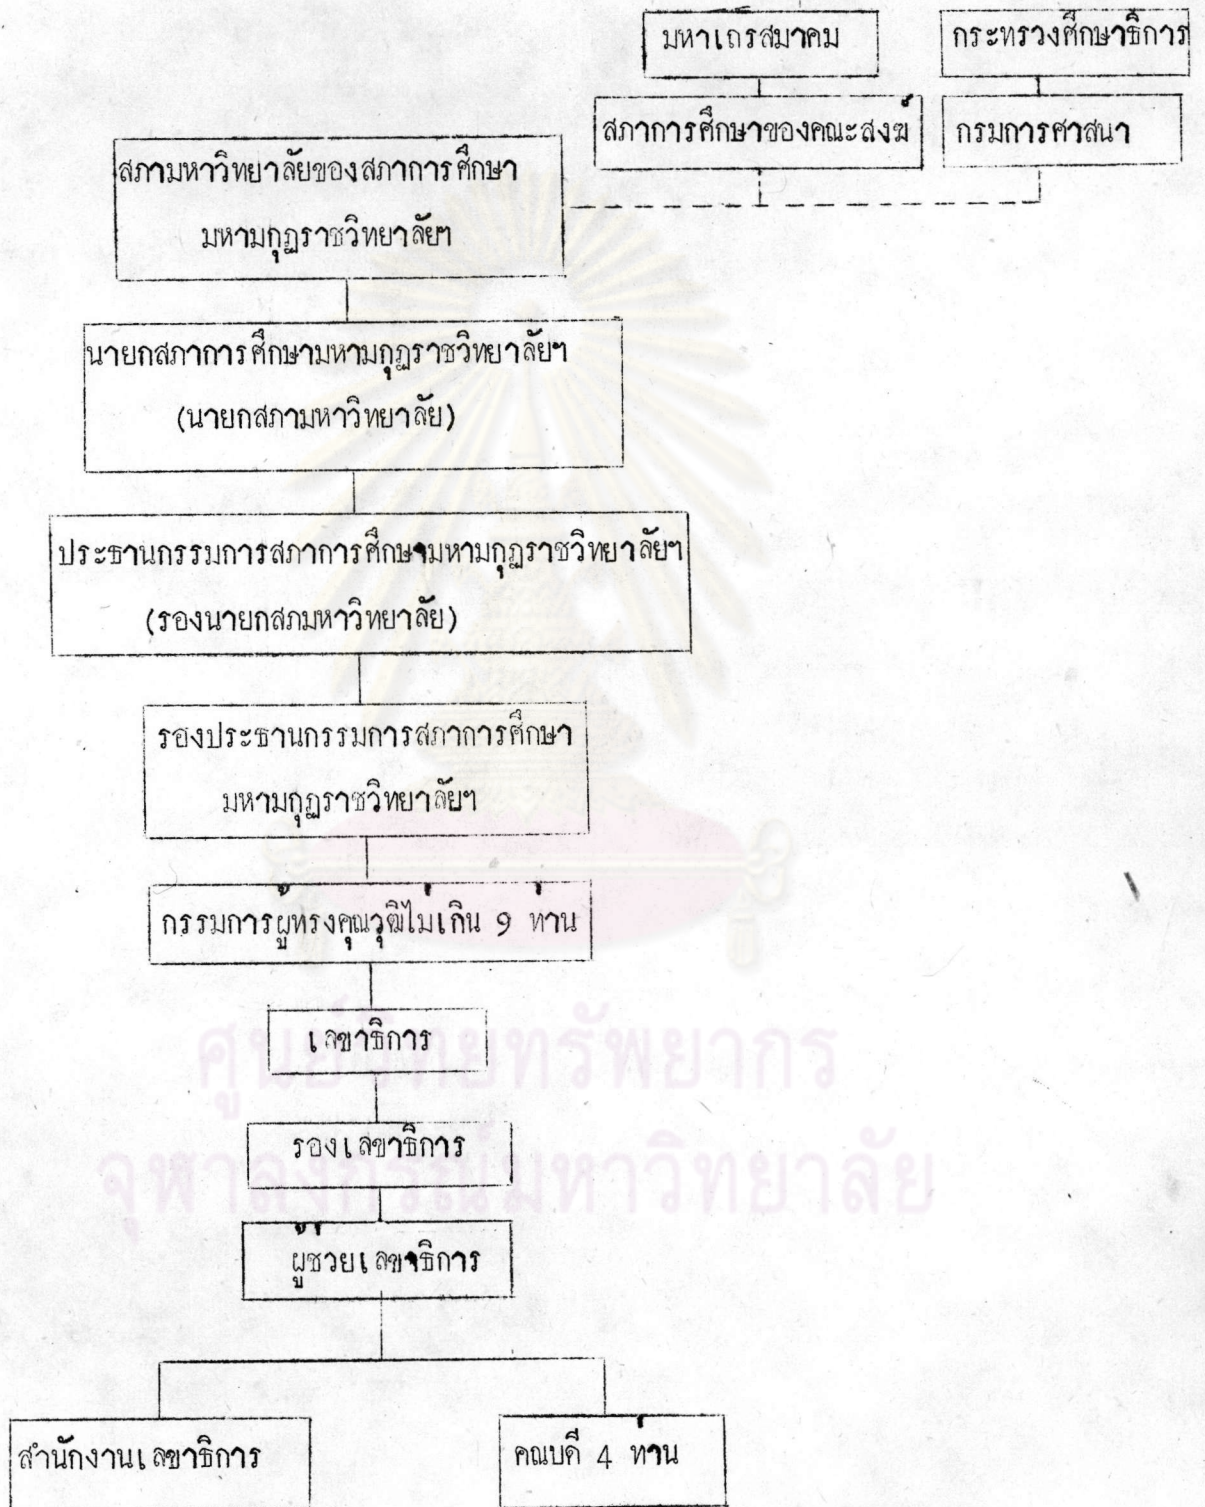 มหาเถรสมาคม
กระทรวงศึกษาธิการ
สภาการศึกษาของคณะสงฆ์
กรมการศาสนา
สภามหาวิทยาลัยของสภาการศึกษา
มหามกุฏราชวิทยาลัยฯ
นายกสภาการศึกษามหามกุฏราชวิทยาลัยฯ
(นายกสภามหาวิทยาลัย)
ประธานกรรมการสภาการศึกษามหามกุฏราชวิทยาลัยฯ
(รองนายกสภมหาวิทยาลัย)
รองประธานกรรมการสภาการศึกษา
มหามกุฏราชวิทยาลัยฯ
กรรมการผู้ทรงคุณวุฒิไม่เกิน 9 ท่าน
เลขาธิการ
ศูนย์วิทยทรัพยากร
รองเลขาธิการ
จุฬาลงกรณ์มหาวิทยาลัย
ผู้ช่วยเลขาธิการ
สำนักงานเลขาธิการ
คณบดี 4 ท่าน